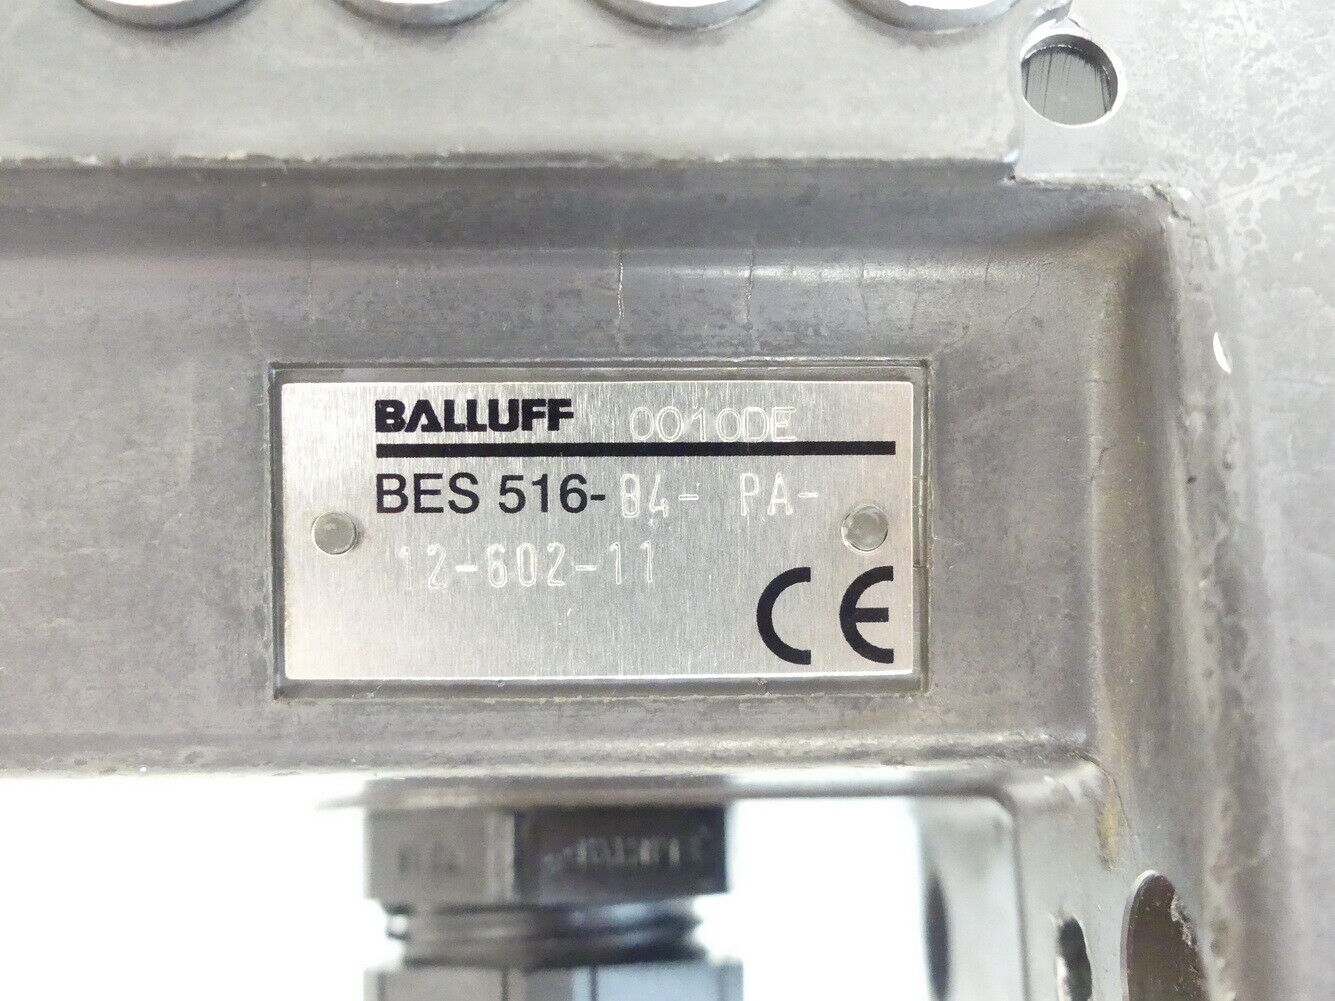 BALLUFF 0010DE
BES 516-B4- PA-
12-602-11
CE